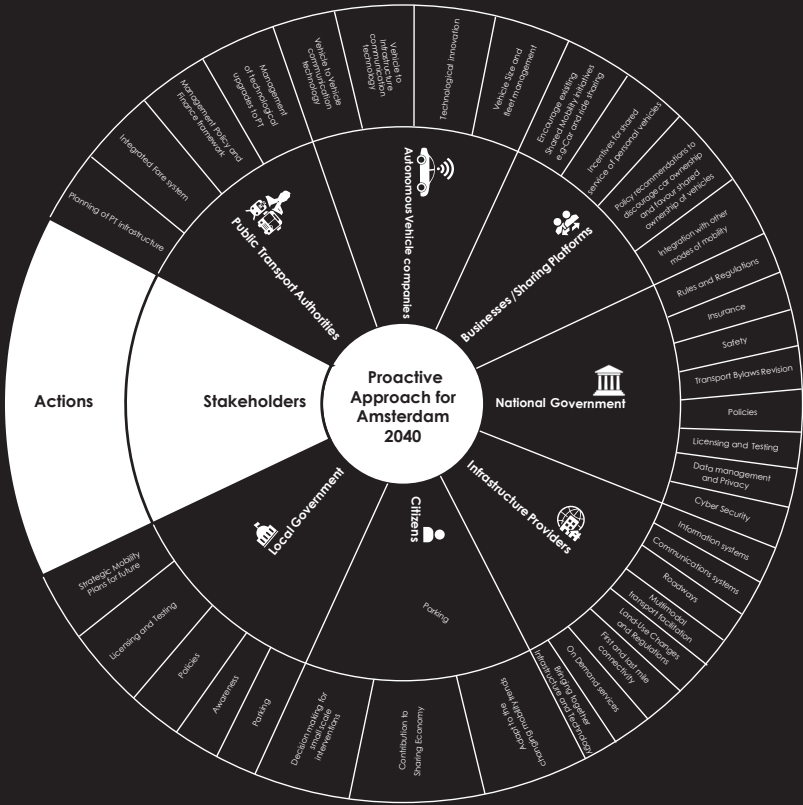 Proactive
Approach for
Amsterdam
2040
Stakeholders
Actions
Public Transport Authorities
Planning of PT infrastructure
Integrated Fare system
Management Policy and
Finance framework
Management
of technological
upgrades to PT
Autonomous Vehicle companies
Vehicle to Vehicle
communication
technology
Vehicle to
infrastructure
communication
technology
Technological innovation
Vehicle Size and
fleet management
Businesses /Sharing Platforms
Encourage exisiting
Shared Mobility initiatives
e.g Car and ride sharing
Incentives for shared
service of personal vehicles
Policy recommendations to
discourage car ownership
and favour shared
ownership of vehicles
Integration with other
modes of mobility
National Government
Rules and Regulations
Insurance
Safety
Transport Bylaws Revision
Policies
Licensing and Testing
Data management
and Privacy
Cyber Security
Infrastructure Providers
Information systems
Communications systems
Roadways
Multimodal
transport facilitation
Land-Use Changes
and Regulations
First and last mile
connectivity
On Demand services
Bringing together
Infrastructure and Technology
Citizens
Parking
Adapt to the
changing mobility trends
Contribution to
Sharing Economy
Decision making for
small scale
interventions
Local Government
Parking
Awareness
Policies
Licensing and Testing
Strategic Mobility
Plans for future